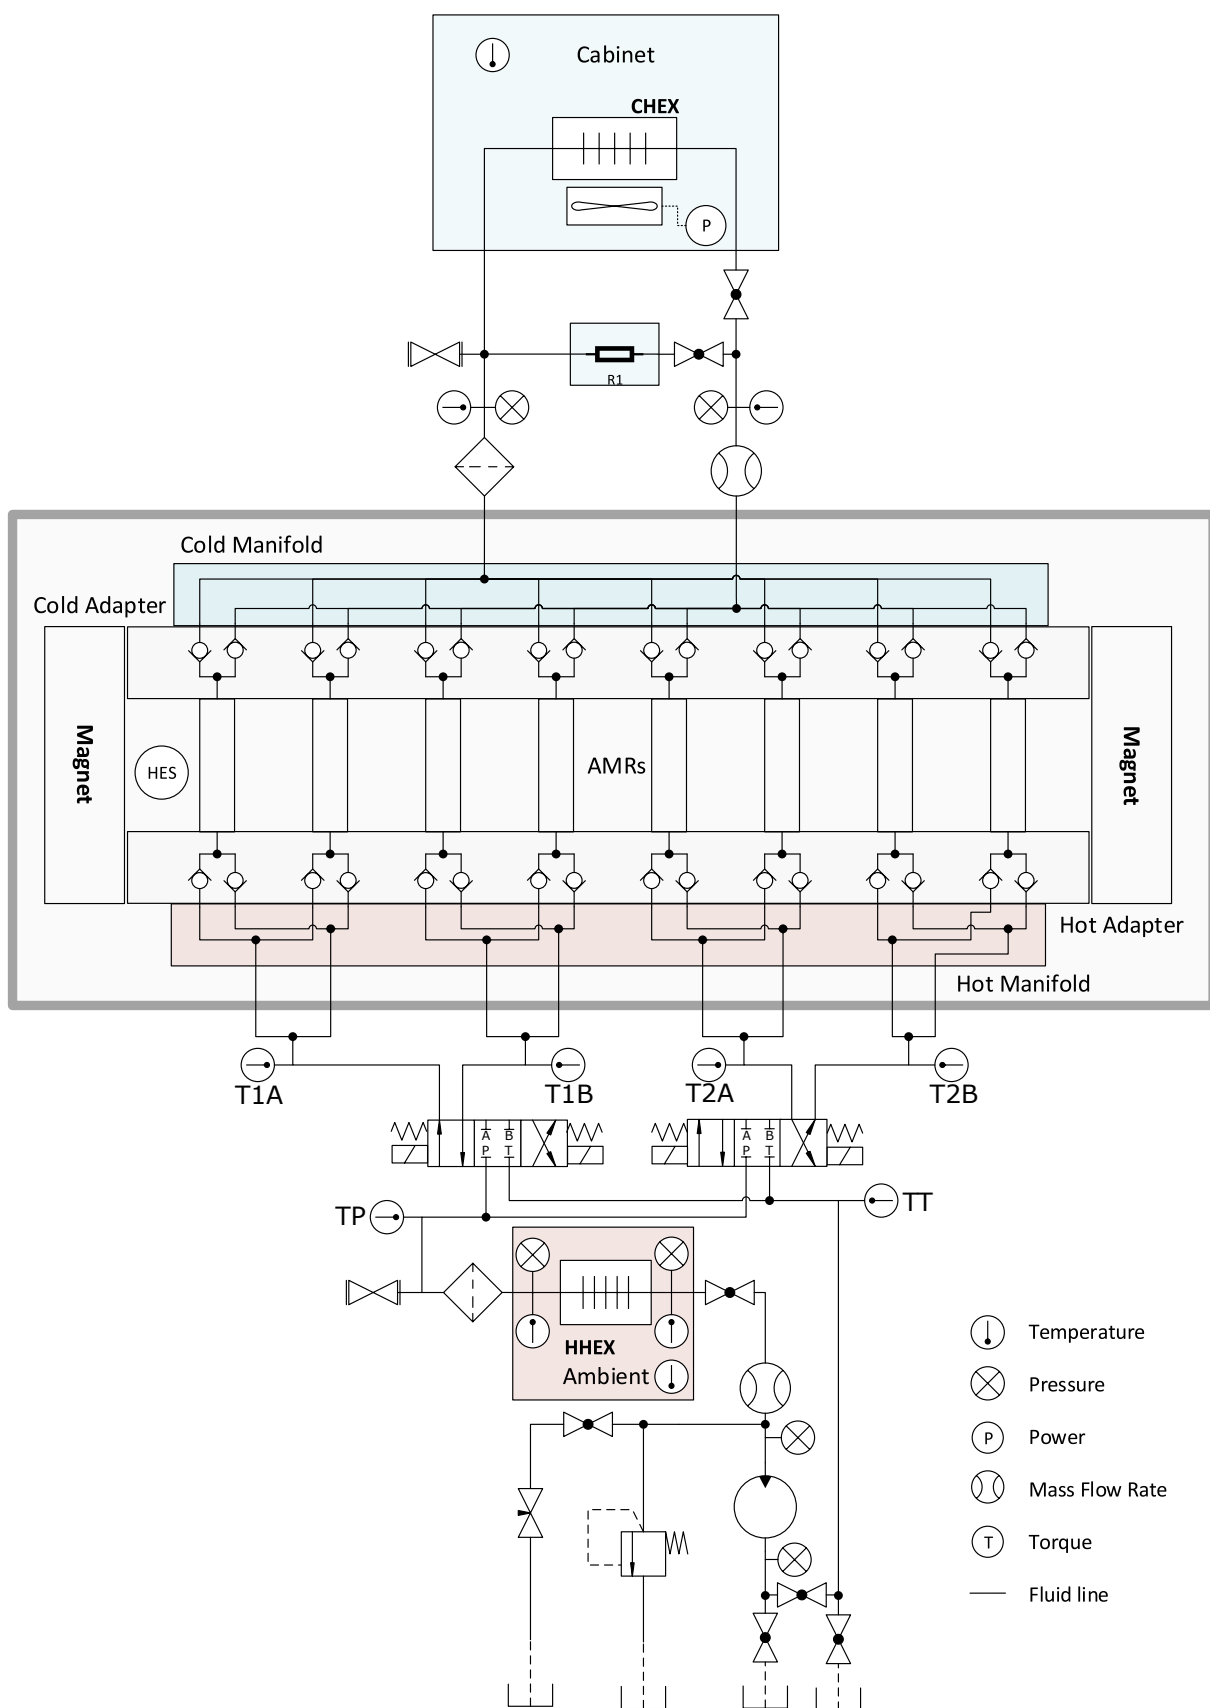 Cabinet
CHEX
P
R1
Cold Manifold
Cold Adapter
Magnet
HES
AMRs
Magnet
Hot Adapter
Hot Manifold
T1A
T1B
T2A
T2B
A B
P T
A B
P T
TP
TT
HHEX
Ambient
Temperature
Pressure
P Power
Mass Flow Rate
T Torque
Fluid line